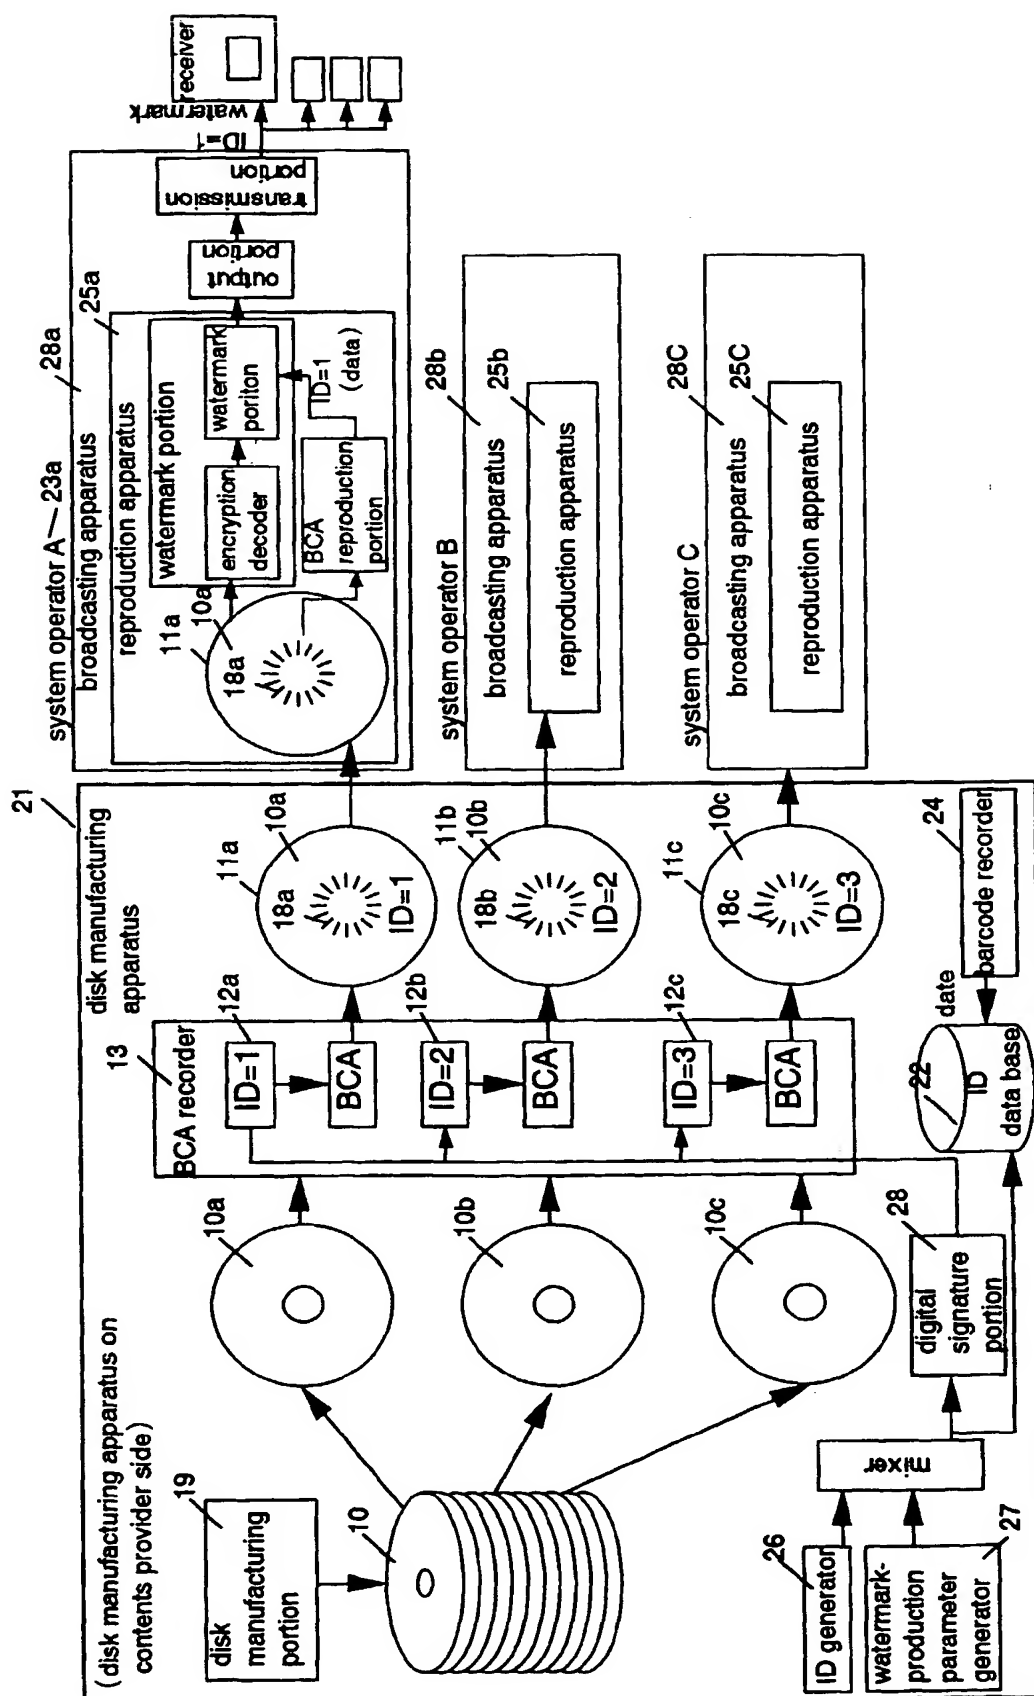 (disk manufacturing apparatus on
contents provider side)
21
disk manufacturing
apparatus
19
disk
manufacturing
portion
10
10a
10b
10c
13
BCA recorder
ID=1
12a
BCA
ID=2
12b
BCA
ID=3
12c
BCA
11a
10a
18a
ID=1
11b
10b
18b
ID=2
11c
10c
18c
ID=3
26
ID generator
27
watermark-
production
parameter
generator
mixer
28
digital
signature
portion
22
ID
data base
date
24
barcode recorder
system operator A
23a
28a
broadcasting apparatus
25a
reproduction apparatus
watermark portion
11a
10a
18a
encryption
decoder
watermark
poriton
BCA
reproduction
portion
ID=1
(data)
output
portion
transmission
portion
ID=1
watermark
receiver
system operator B
28b
broadcasting apparatus
25b
reproduction apparatus
system operator C
28C
broadcasting apparatus
25C
reproduction apparatus